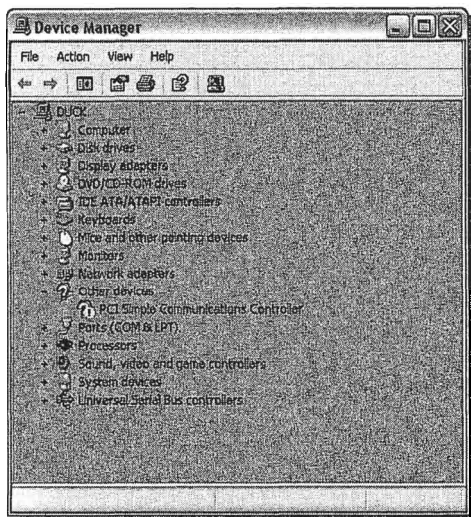 Device Manager
File Action View Help
DUCK
Computer
Disk drives
Display adapters
DVD/CD-ROM drives
IDE ATA/ATAPI controllers
Keyboards
Mice and other pointing devices
Monitors
Network adapters
Other devices
PCI Simple Communications Controller
Ports (COM & LPT)
Processors
Sound, video and game controllers
System devices
Universal Serial Bus controllers